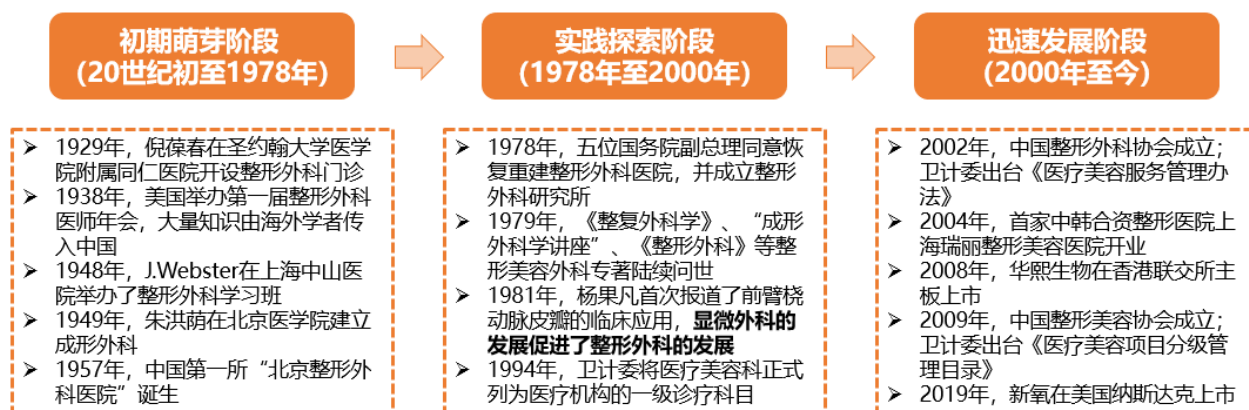 初期萌芽阶段
(20世纪初至1978年)
➢ 1929年，倪葆春在圣约翰大学医学
院附属同仁医院开设整形外科门诊
➢ 1938年，美国举办第一届整形外科
医师年会，大量知识由海外学者传
入中国
➢ 1948年，J.Webster在上海中山医
院举办了整形外科学习班
➢ 1949年，朱洪荫在北京医学院建立
成形外科
➢ 1957年，中国第一所“北京整形外
科医院”诞生
实践探索阶段
(1978年至2000年)
➢ 1978年，五位国务院副总理同意恢
复重建整形外科医院，并成立整形
外科研究所
➢ 1979年，《整复外科学》、“成形
外科学讲座”、《整形外科》等整
形美容外科专著陆续问世
➢ 1981年，杨果凡首次报道了前臂桡
动脉皮瓣的临床应用，显微外科的
发展促进了整形外科的发展
➢ 1994年，卫计委将医疗美容科正式
列为医疗机构的一级诊疗科目
迅速发展阶段
(2000年至今)
➢ 2002年，中国整形外科协会成立；
卫计委出台《医疗美容服务管理办
法》
➢ 2004年，首家中韩合资整形医院上
海瑞丽整形美容医院开业
➢ 2008年，华熙生物在香港联交所主
板上市
➢ 2009年，中国整形美容协会成立；
卫计委出台《医疗美容项目分级管
理目录》
➢ 2019年，新氧在美国纳斯达克上市